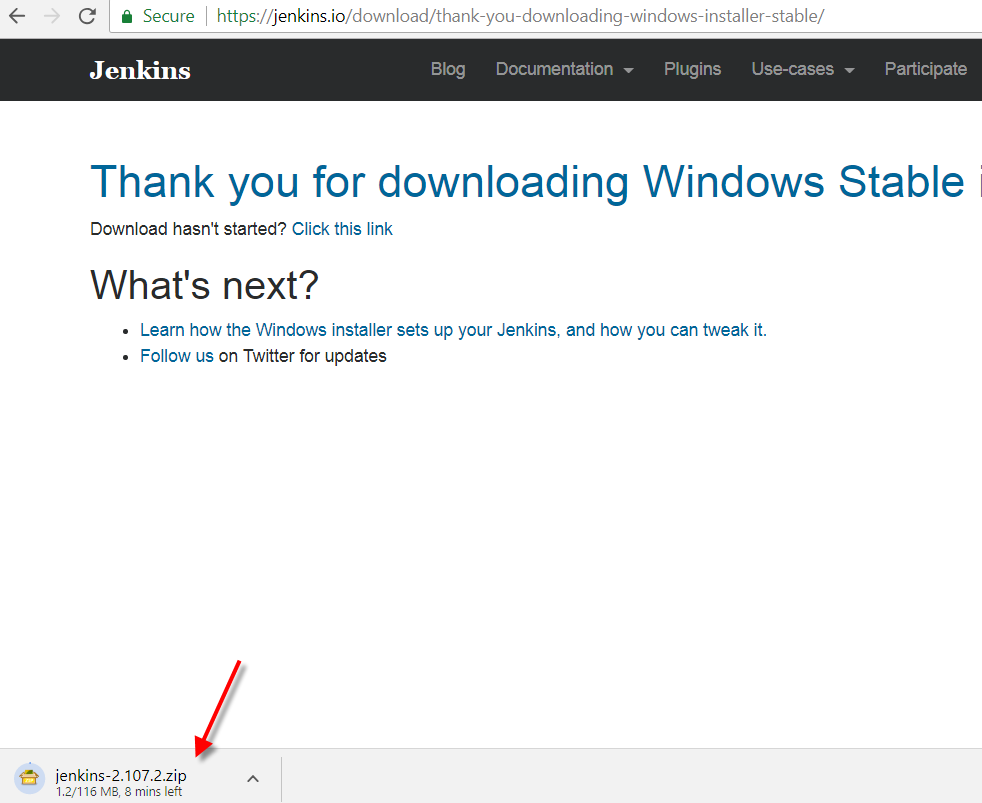 Secure https://jenkins.io/download/thank-you-downloading-windows-installer-stable/
Jenkins Blog Documentation Plugins Use-cases Participate
Thank you for downloading Windows Stable
Download hasn't started? Click this link
What's next?
Learn how the Windows installer sets up your Jenkins, and how you can tweak it.
Follow us on Twitter for updates
jenkins-2.107.2.zip
1.2/116 MB, 8 mins left